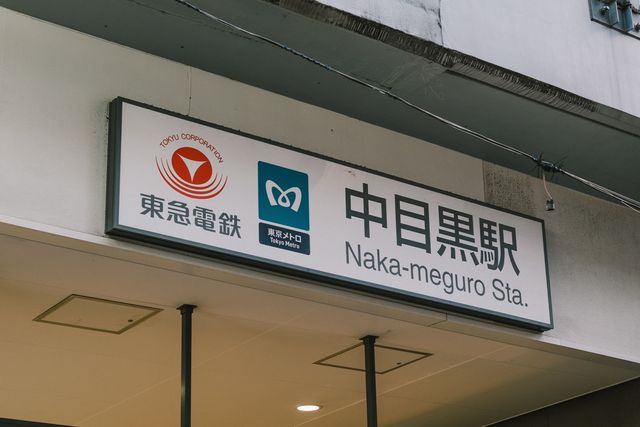 TOKYU CORPORATION
東急電鉄
東京メトロ
Tokyo Metro
中目黒駅
Naka-meguro Sta.